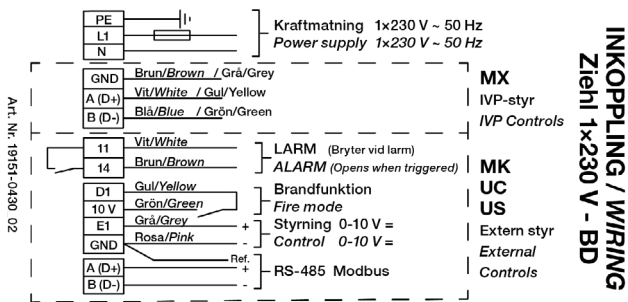 PE
L1
N
Kraftmatning 1×230 V ~ 50 Hz
Power supply 1×230 V ~ 50 Hz
GND Brun/Brown / Grå/Grey
A (D+) Vit/White / Gul/Yellow
B (D-) Blå/Blue / Grön/Green
MX
IVP-styr
IVP Controls
11 Vit/White
14 Brun/Brown
LARM (Bryter vid larm)
ALARM (Opens when triggered)
D1 Gul/Yellow
10 V Grön/Green
Brandfunktion
Fire mode
E1 Grå/Grey +
GND Rosa/Pink -
Styrning 0-10 V =
Control 0-10 V =
Ref.
A (D+) +
B (D-) -
RS-485 Modbus
MK
UC
US
Extern styr
External
Controls
INKOPPLING / WIRING
Ziehl 1×230 V - BD
Art. Nr. 19151-0430_02